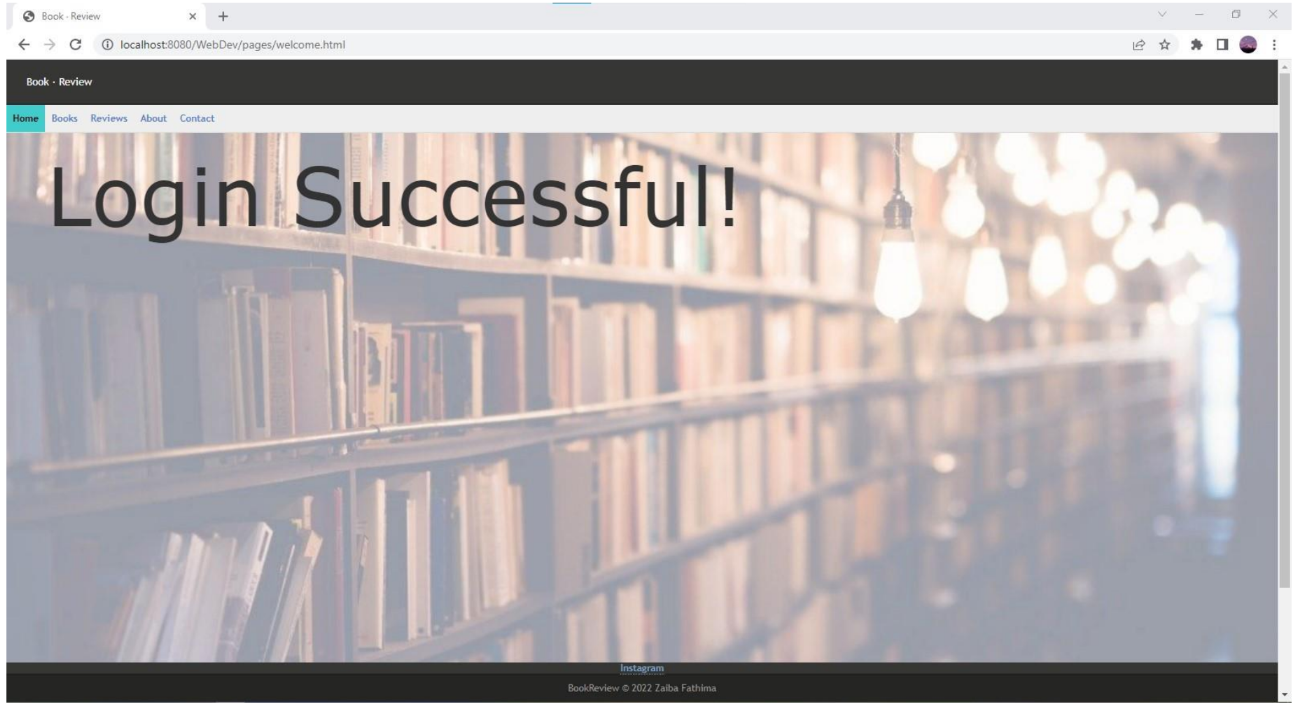 Book - Review
localhost:8080/WebDev/pages/welcome.html
Book - Review
Home Books Reviews About Contact
Login Successful!
Instagram
BookReview © 2022 Zaiba Fathima